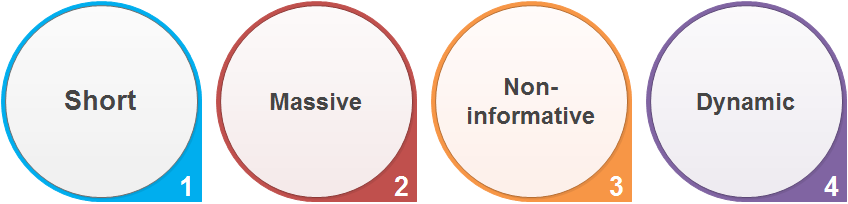 Short
1
Massive
2
Non-
informative
3
Dynamic
4